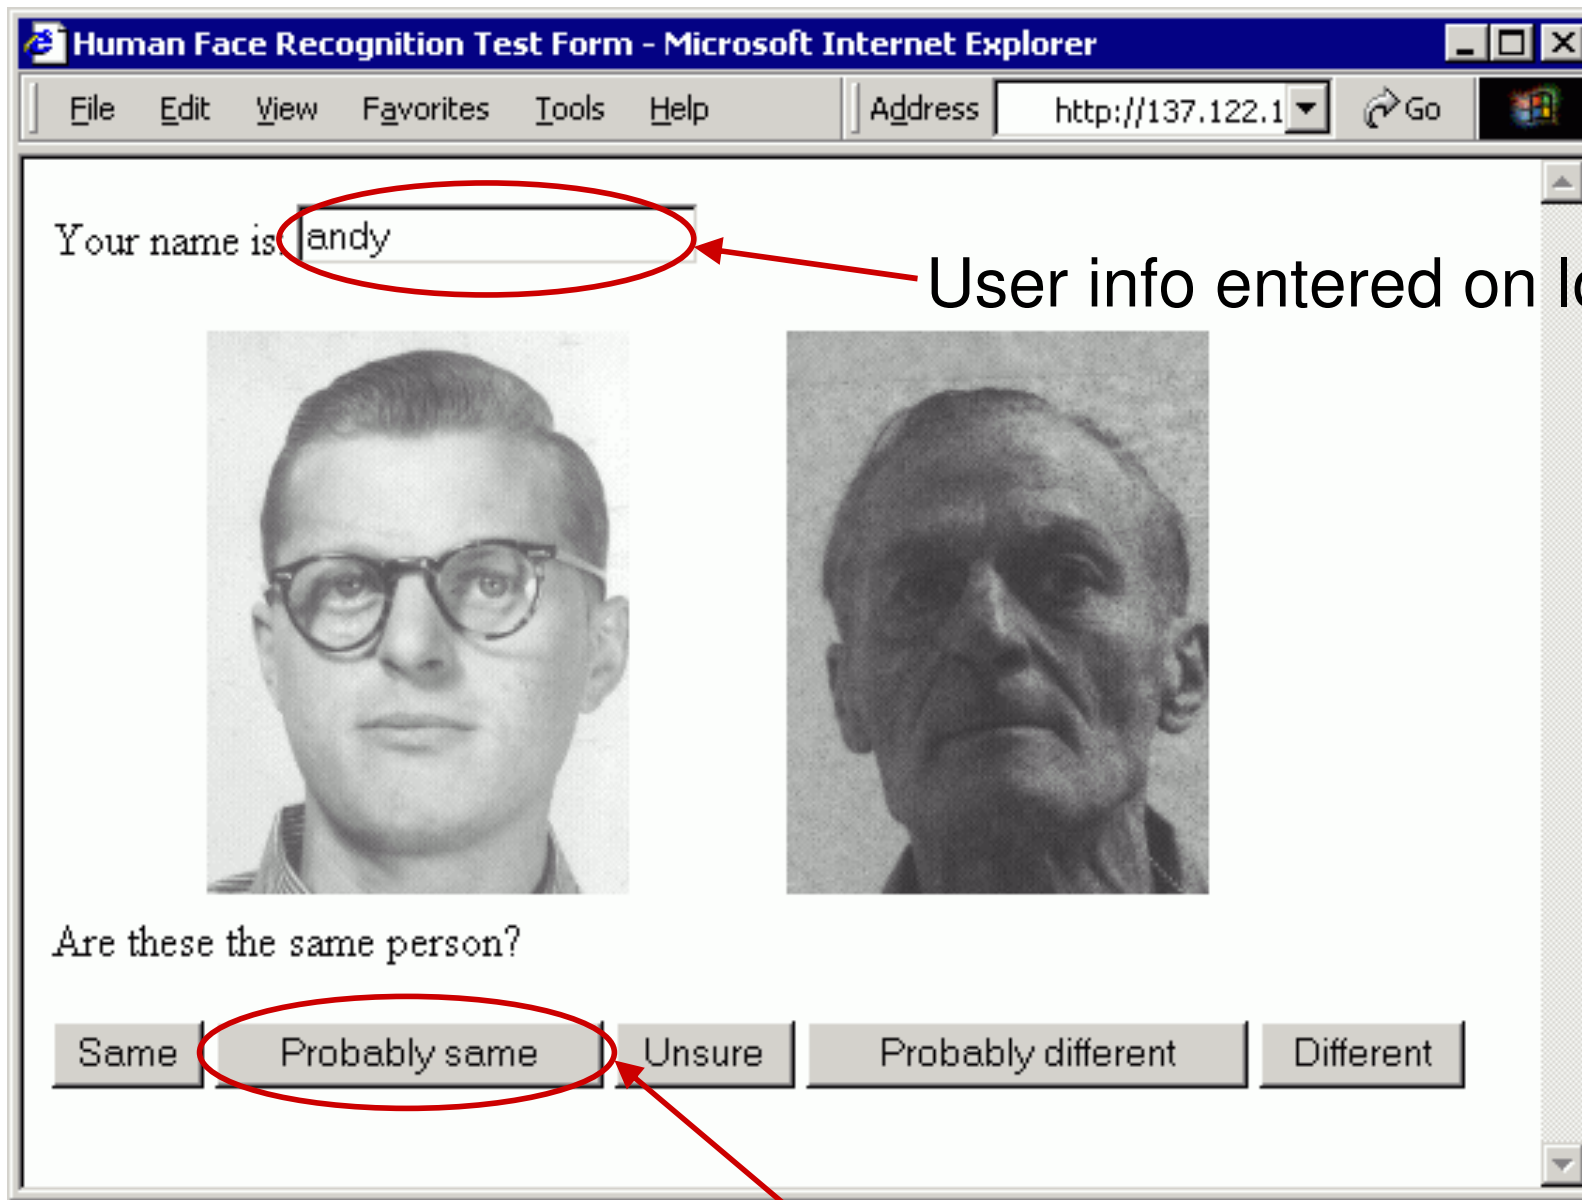 Human Face Recognition Test Form - Microsoft Internet Explorer
File Edit View Favorites Tools Help Address http://137.122.1 Go
Your name is: andy
User info entered on lo
Are these the same person?
Same Probably same Unsure Probably different Different